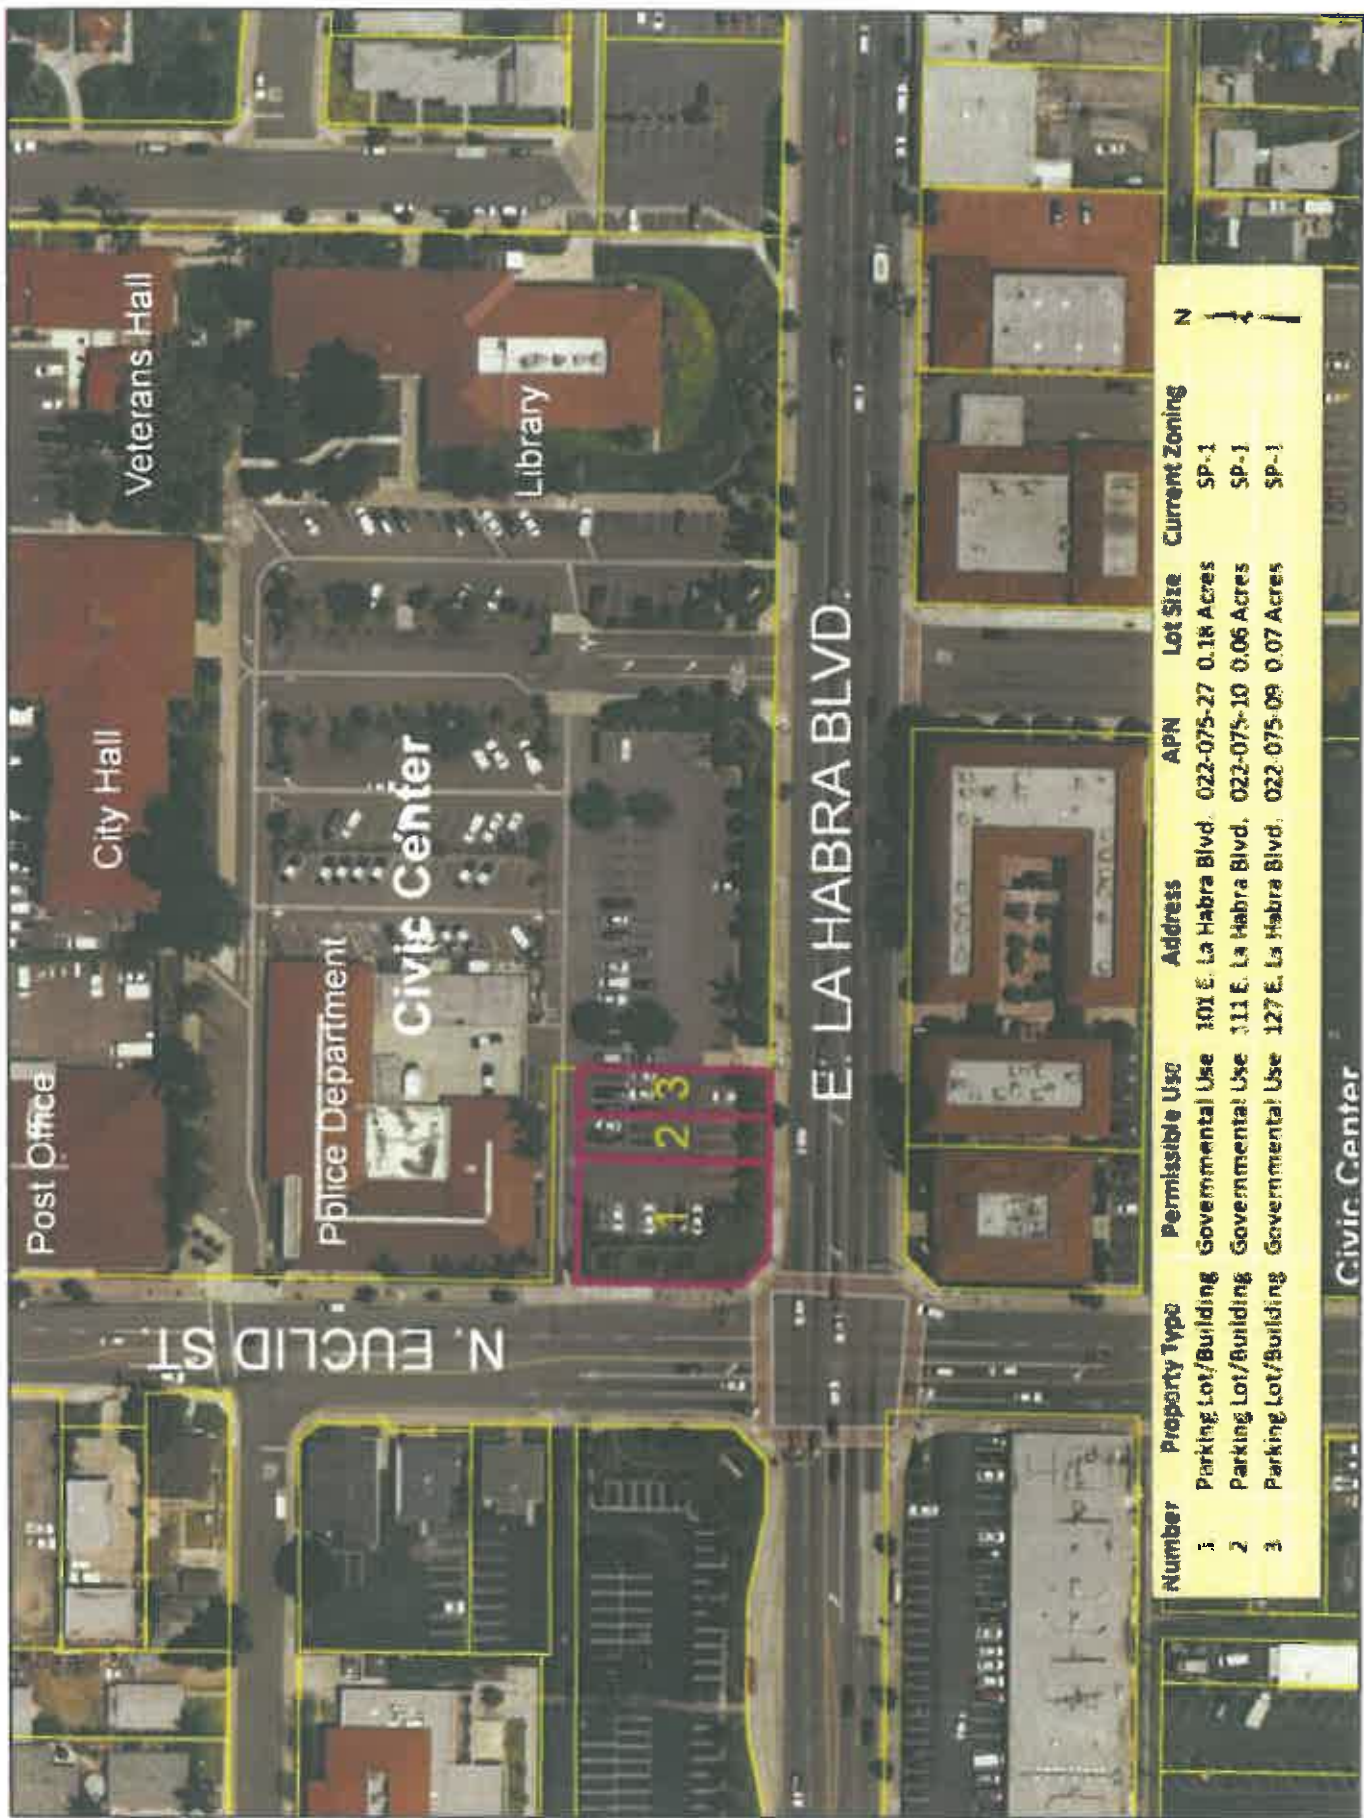 Post Office
City Hall
Veterans Hall
Police Department
Civic Center
Library
N. EUCLID ST.
1
2
3
E. LA HABRA BLVD.
Number Property Type Permissible Use Address APN Lot Size Current Zoning N
1 Parking Lot/Building Governmental Use 101 E. La Habra Blvd. 022-075-27 0.18 Acres SP-1
2 Parking Lot/Building Governmental Use 111 E. La Habra Blvd. 022-075-10 0.06 Acres SP-1
3 Parking Lot/Building Governmental Use 127 E. La Habra Blvd. 022-075-09 0.07 Acres SP-1
Civic Center